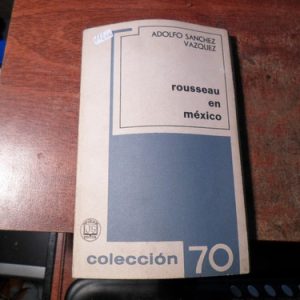 ADOLFO SANCHEZ
VAZQUEZ
rousseau
en
méxico
colección 70